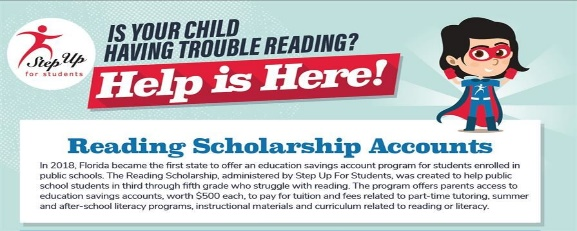 Step Up
for students
IS YOUR CHILD
HAVING TROUBLE READING?
Help is Here!
Reading Scholarship Accounts
In 2018, Florida became the first state to offer an education savings account program for students enrolled in
public schools. The Reading Scholarship, administered by Step Up For Students, was created to help public
school students in third through fifth grade who struggle with reading. The program offers parents access to
education savings accounts, worth $500 each, to pay for tuition and fees related to part-time tutoring, summer
and after-school literacy programs, instructional materials and curriculum related to reading or literacy.